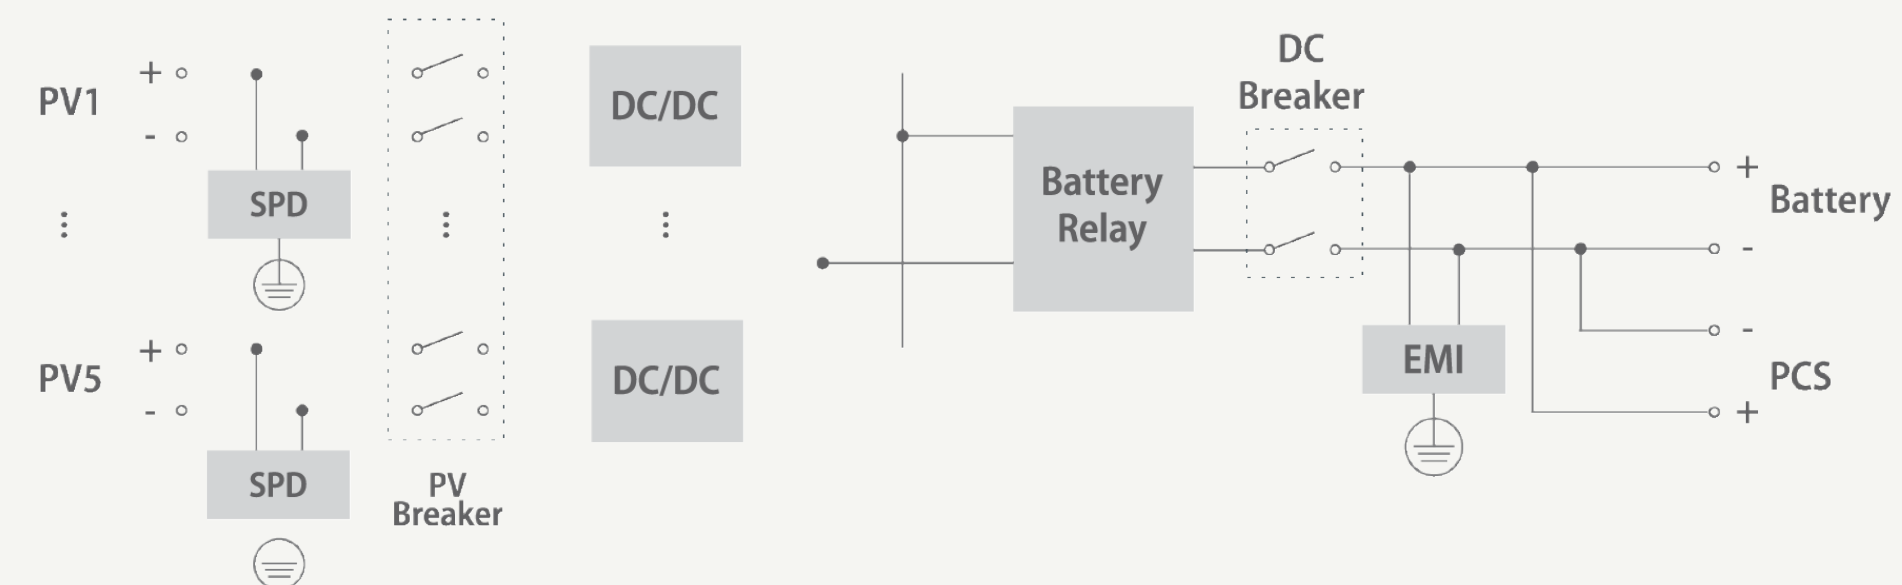 PV1
+
-
SPD
PV5
+
-
SPD
PV
Breaker
DC/DC
DC/DC
Battery
Relay
DC
Breaker
EMI
+
Battery
-
-
PCS
+